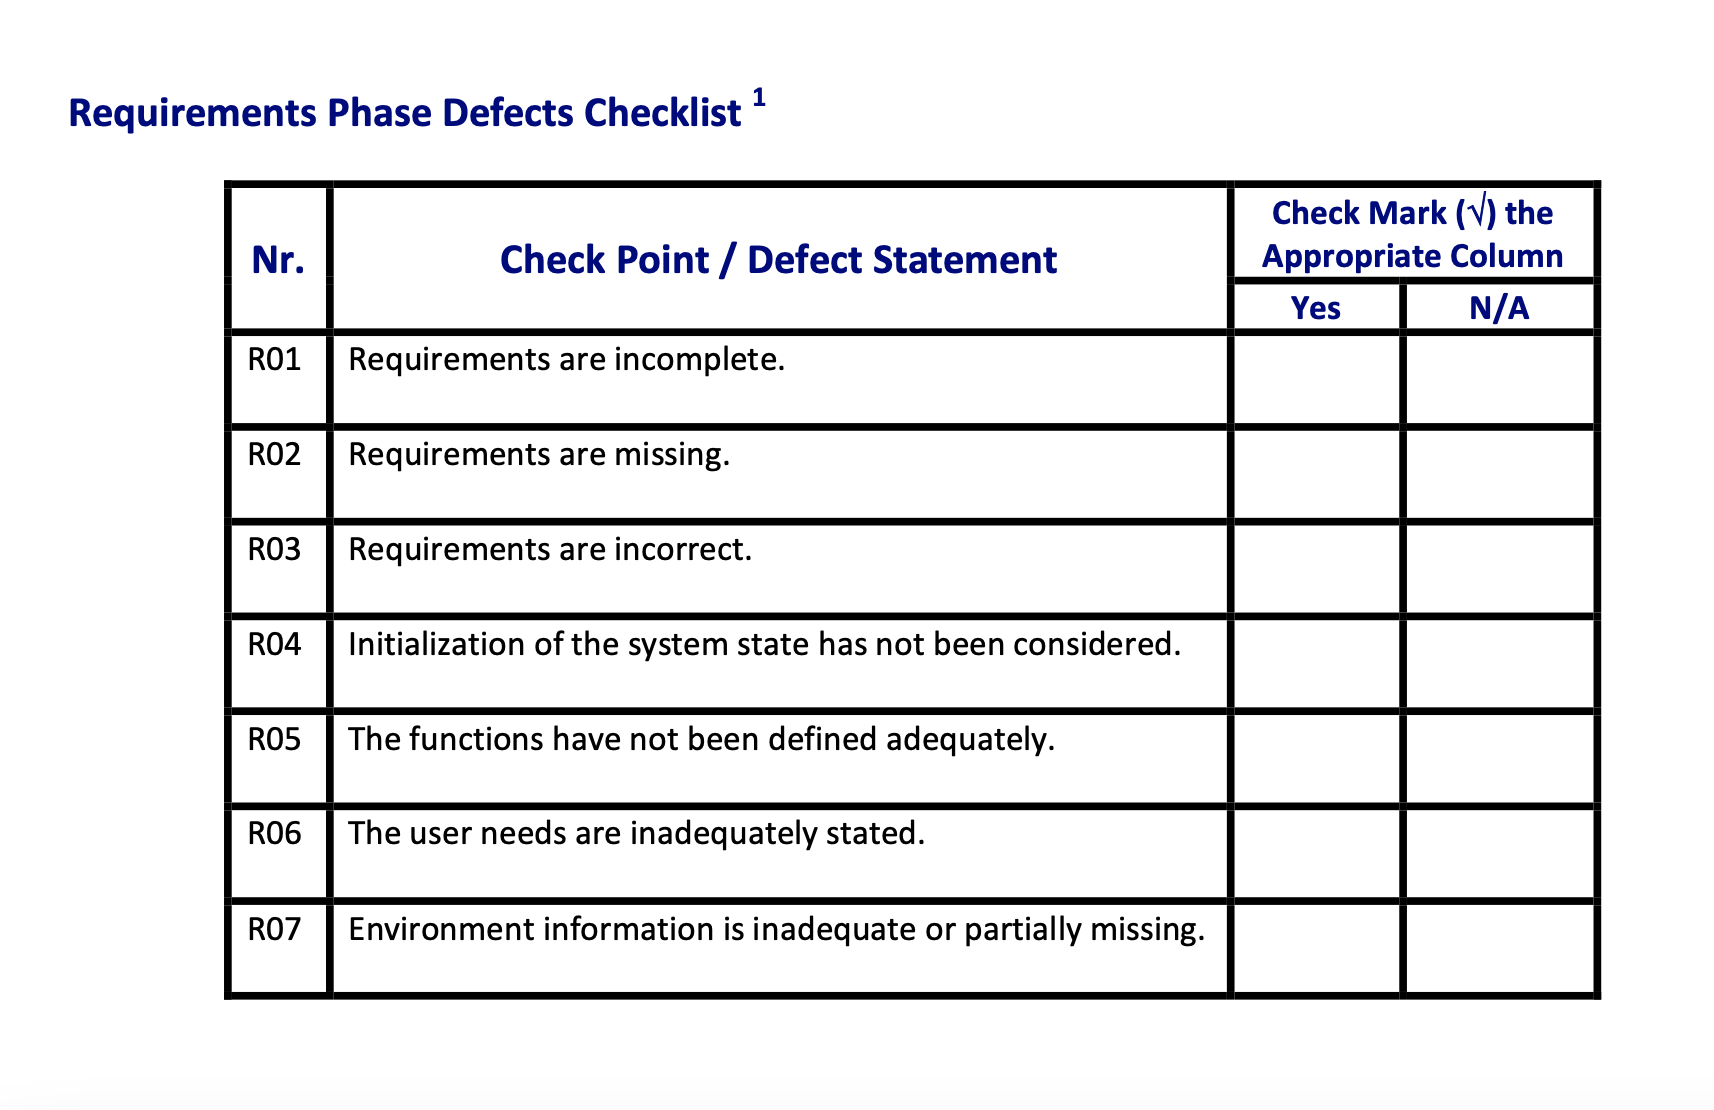 Requirements Phase Defects Checklist 1
Nr.
Check Point / Defect Statement
Check Mark (√) the
Appropriate Column
Yes
N/A
R01 Requirements are incomplete.
R02 Requirements are missing.
R03 Requirements are incorrect.
R04 Initialization of the system state has not been considered.
R05 The functions have not been defined adequately.
R06 The user needs are inadequately stated.
R07 Environment information is inadequate or partially missing.